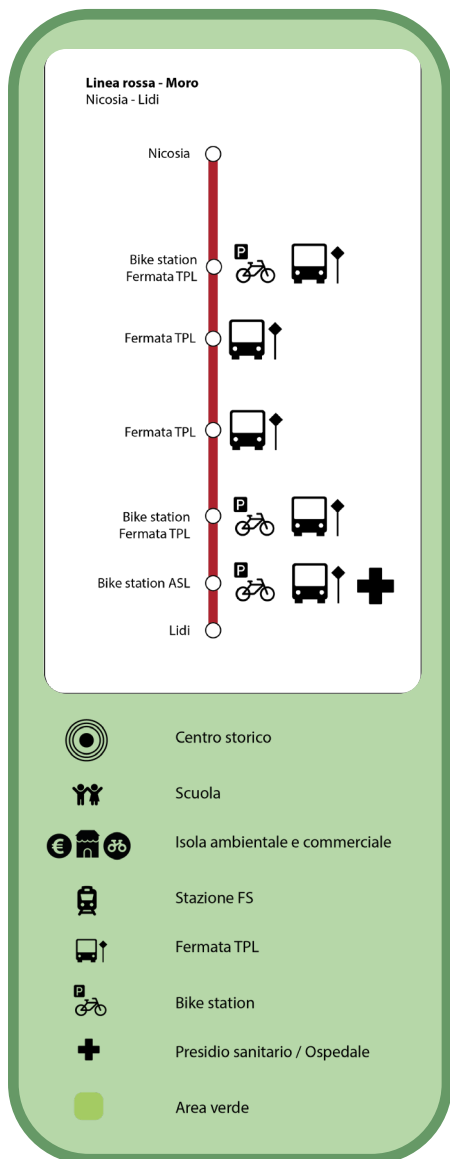 Linea rossa - Moro
Nicosia - Lidi
Nicosia
Bike station
Fermata TPL
P
Fermata TPL
Fermata TPL
Bike station
Fermata TPL
P
Bike station ASL
P
Lidi
Centro storico
Scuola
€
Isola ambientale e commerciale
Stazione FS
Fermata TPL
P
Bike station
Presidio sanitario / Ospedale
Area verde